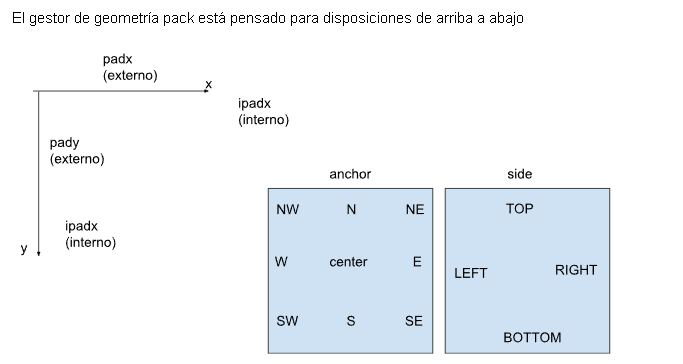 El gestor de geometría pack está pensado para disposiciones de arriba a abajo
padx
(externo)
x
ipadx
(interno)
pady
(externo)
ipadx
(interno)
y
anchor
NW N NE
W center E
SW S SE
side
TOP
LEFT RIGHT
BOTTOM